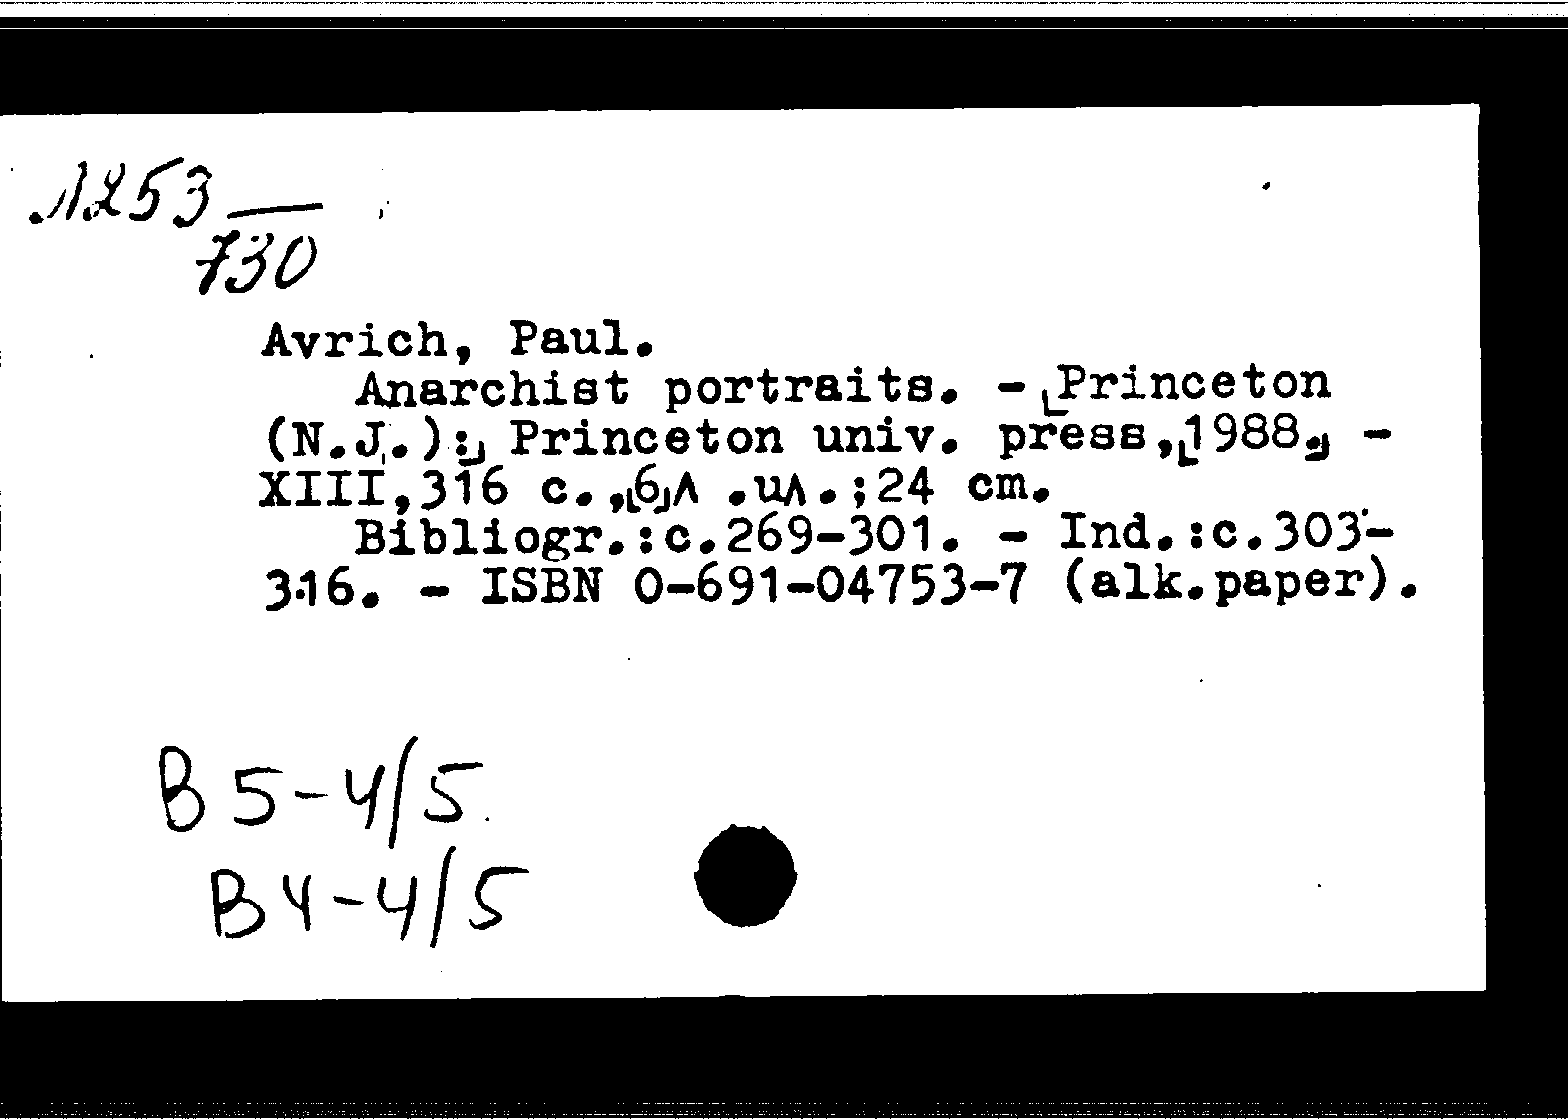 Л253
730
Avrich, Paul.
Anarchist portraits. - [Princeton
(N.J.):] Princeton univ. press,[1988.] -
XIII,316 c.,[6]л .ил.;24 cm.
Bibliogr.:c.269-301. - Ind.:c.303-
316. - ISBN 0-691-04753-7 (alk.paper).
B5-4/5
B4-4/5